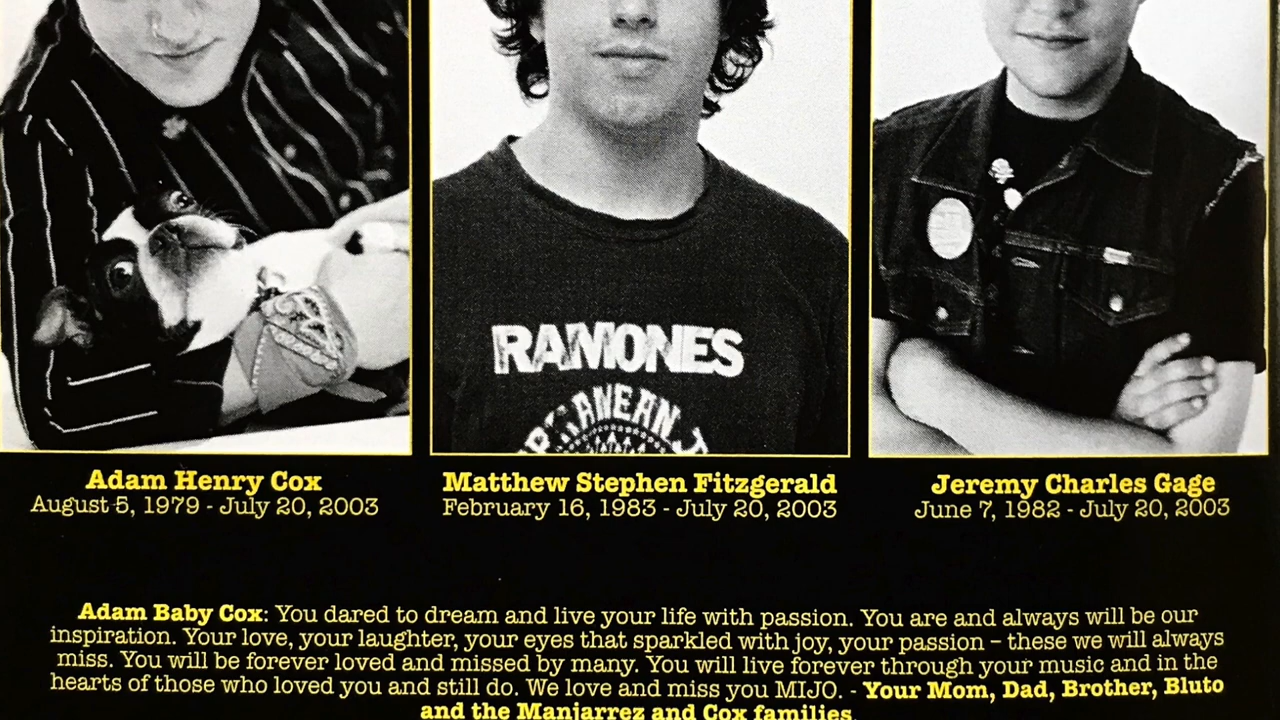 RAMONES
Adam Henry Cox
August 5, 1979 - July 20, 2003
Matthew Stephen Fitzgerald
February 16, 1983 - July 20, 2003
Jeremy Charles Gage
June 7, 1982 - July 20, 2003
Adam Baby Cox: You dared to dream and live your life with passion. You are and always will be our
inspiration. Your love, your laughter, your eyes that sparkled with joy, your passion – these we will always
miss. You will be forever loved and missed by many. You will live forever through your music and in the
hearts of those who loved you and still do. We love and miss you MIJO. - Your Mom, Dad, Brother, Bluto
and the Manjarrez and Cox families.